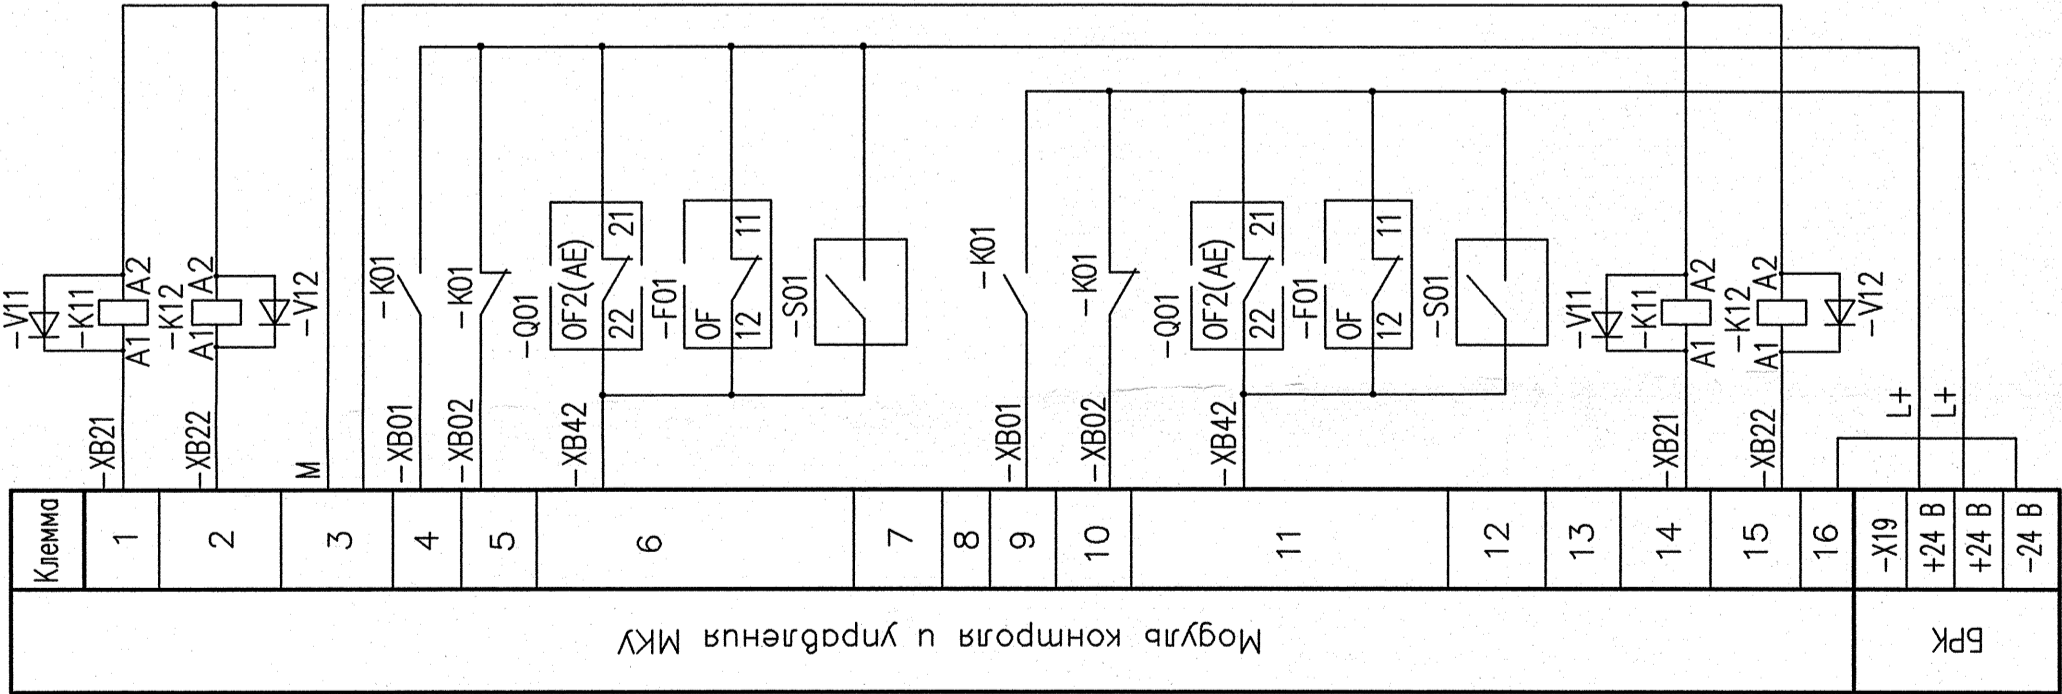 -V11
-K11
A1
A2
-K12
A1
A2
-V12
-XB21
-XB22
M
-K01
-XB01
-K01
-XB02
-Q01
OF2(AE)
22
21
-F01
OF
12
11
-S01
-XB42
-K01
-XB01
-K01
-XB02
-Q01
OF2(AE)
22
21
-F01
OF
12
11
-S01
-XB42
-V11
-K11
A1
A2
-K12
A1
A2
-V12
-XB21
-XB22
L+
L+
Клемма
1
2
3
4
5
6
7
8
9
10
11
12
13
14
15
16
-X19
+24 В
+24 В
-24 В
Модуль контроля и управления МКУ
БРК